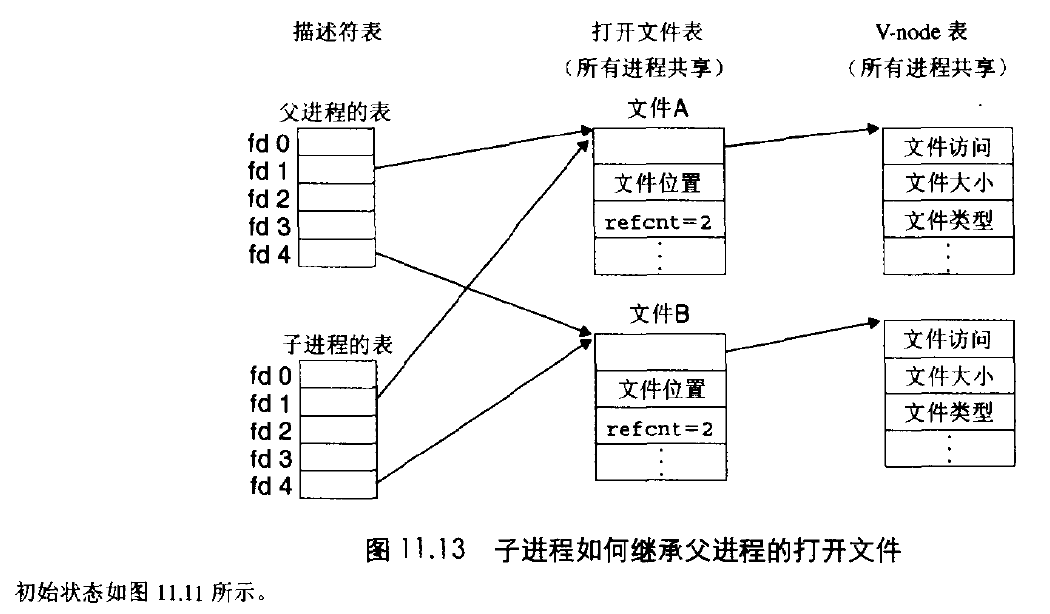 描述符表 打开文件表 V-node 表
（所有进程共享） （所有进程共享）
父进程的表 文件A
fd 0
fd 1
fd 2
fd 3
fd 4
文件位置
refcnt=2
文件访问
文件大小
文件类型
子进程的表 文件B
fd 0
fd 1
fd 2
fd 3
fd 4
文件位置
refcnt=2
文件访问
文件大小
文件类型
图 11.13 子进程如何继承父进程的打开文件
初始状态如图 11.11 所示。